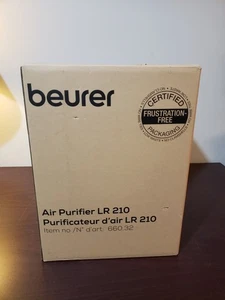 beurer
CERTIFIED
FRUSTRATION-
FREE
PACKAGING
Air Purifier LR 210
Purificateur d'air LR 210
Item no /N° d'art. 660.32